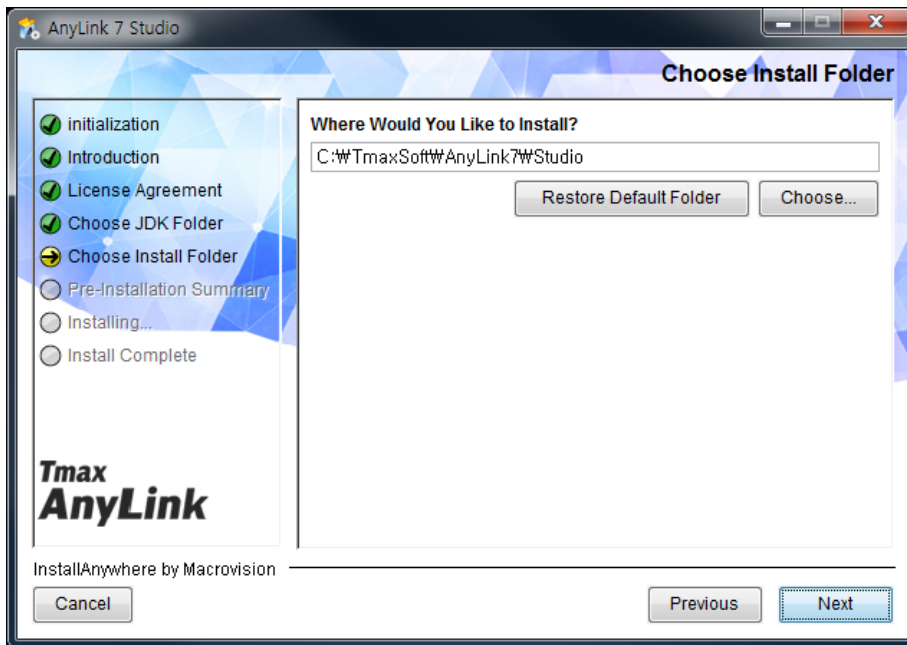 AnyLink 7 Studio
Choose Install Folder
initialization
Introduction
License Agreement
Choose JDK Folder
Choose Install Folder
Pre-Installation Summary
Installing...
Install Complete
Tmax
AnyLink
Where Would You Like to Install?
C:₩TmaxSoft₩AnyLink7₩Studio
Restore Default Folder
Choose...
InstallAnywhere by Macrovision
Cancel
Previous
Next